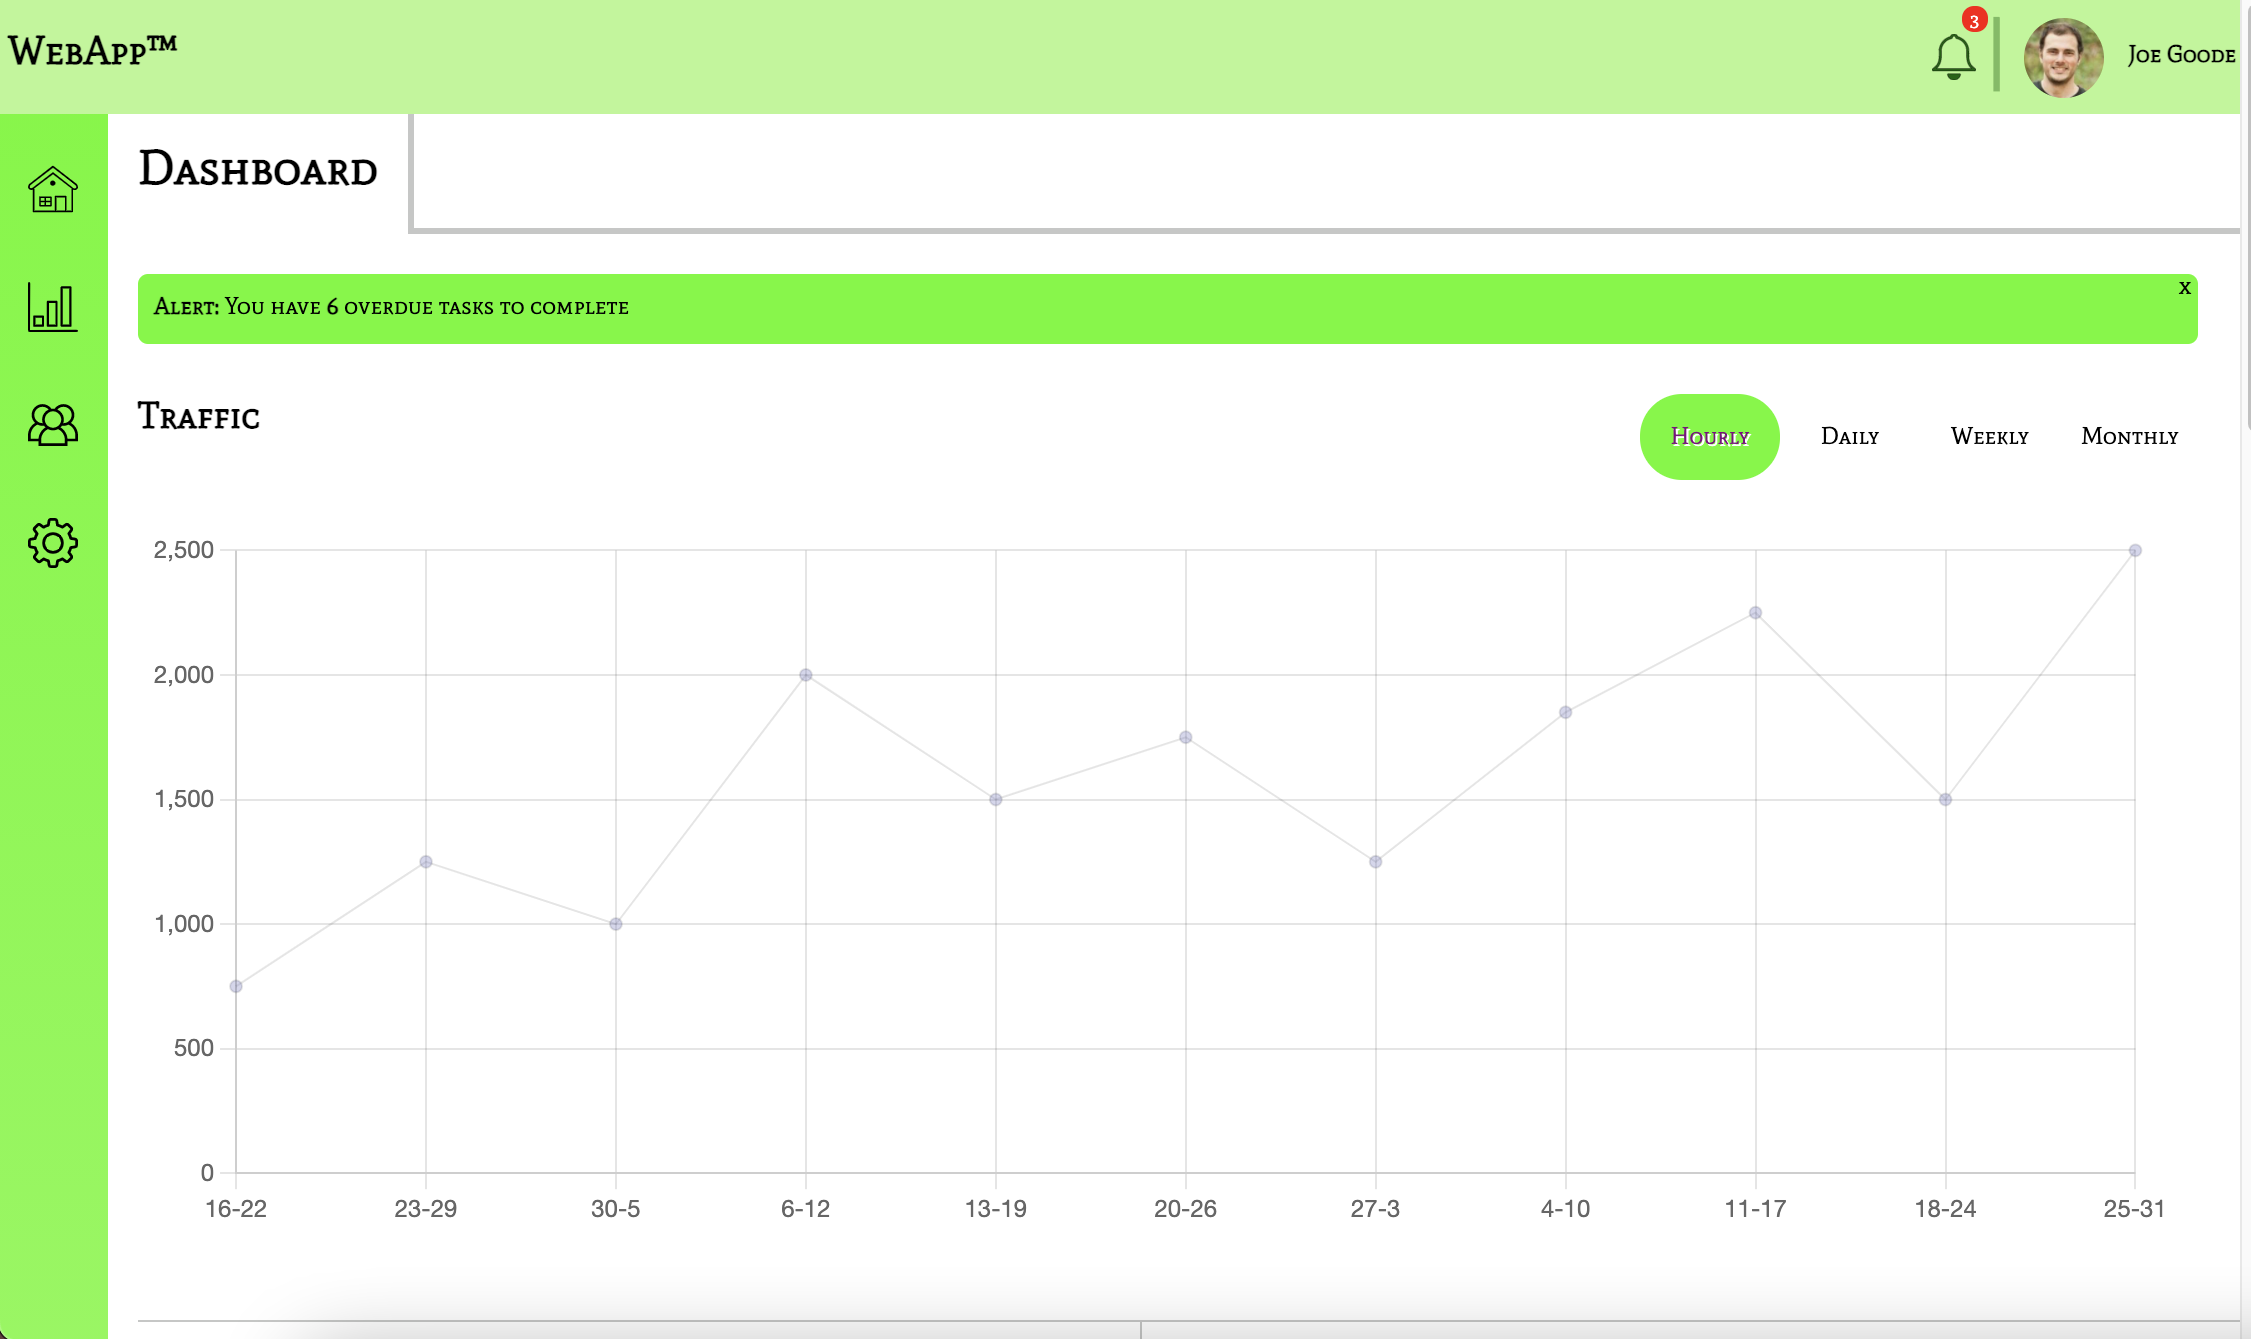 WebApp™
3
Joe Goode
Dashboard
Alert: You have 6 overdue tasks to complete
x
Traffic
Hourly Daily Weekly Monthly
2,500
2,000
1,500
1,000
500
0
16-22 23-29 30-5 6-12 13-19 20-26 27-3 4-10 11-17 18-24 25-31